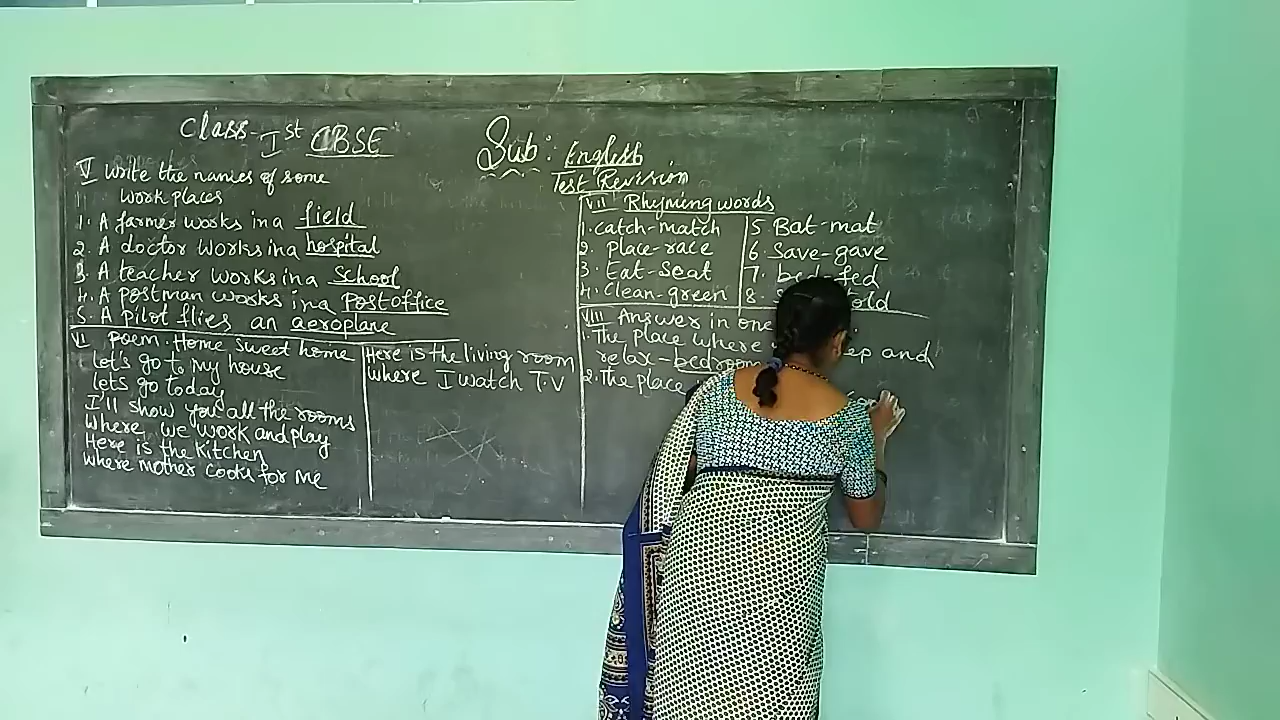 Class- Ist CBSE
Sub: English
Test Revision
V Write the names of some
work places
1. A farmer works in a field
2. A doctor works in a hospital
3. A teacher works in a School
4. A postman works in a Postoffice
5. A pilot flies an aeroplane
VI Poem. Home sweet home
Let's go to my house
lets go today
I'll show you all the rooms
Where we work and play
Here is the kitchen
Where mother Cooks for me
Here is the living room
Where I watch T.V
VII Rhyming words
1. Catch-match
2. place-race
3. Eat-Seat
4. Clean-green
5 Bat-mat
6. Save-gave
7. bed-fed
8.
VIII Answer in one
1. The place where and
relax-bedroom
2. The place